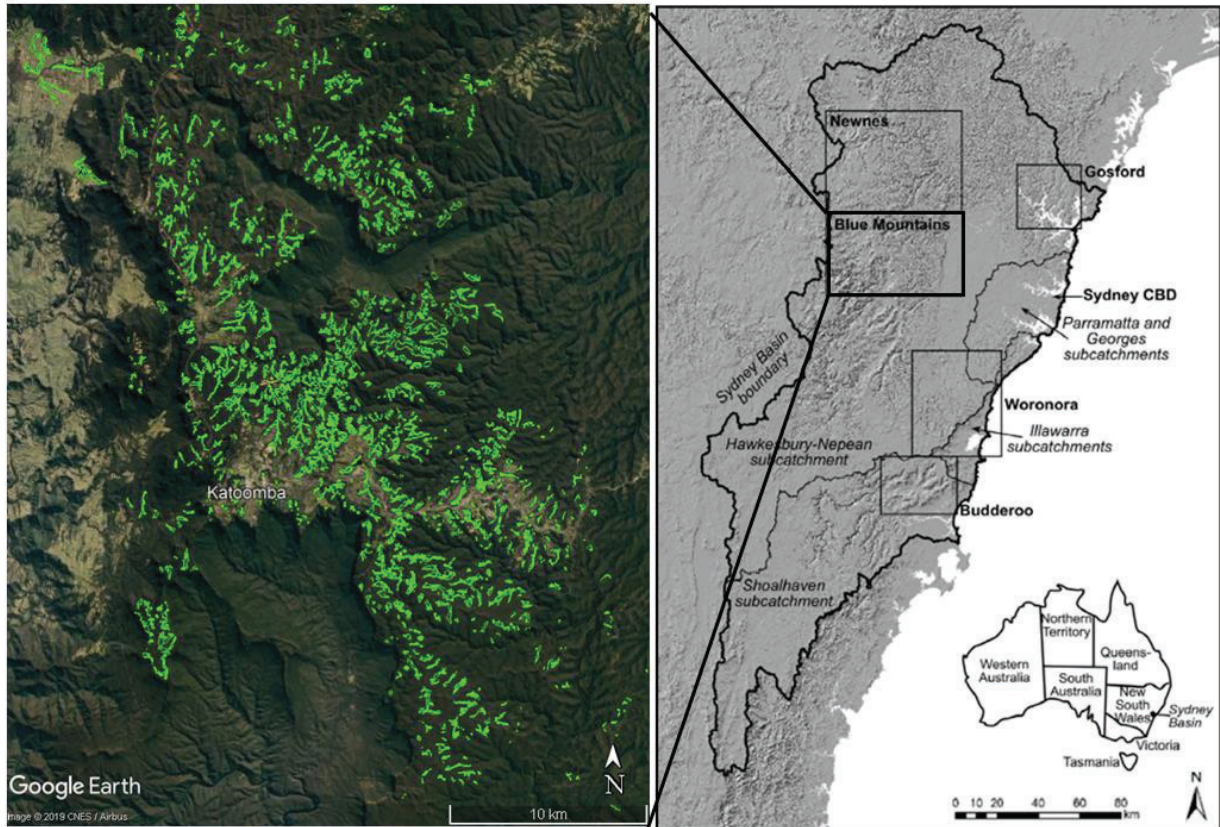 Katoomba
Google Earth
N
10 km
mage © 2019 CNES / Airbus
Newnes
Gosford
Blue Mountains
Sydney CBD
Parramatta and
Georges
subcatchments
Sydney Basin
boundary
Woronora
Illawarra
subcatchments
Hawkesbury-Nepean
subcatchment
Budderoo
Shoalhaven
subcatchment
Northern
Territory
Queens-
land
Western
Australia
South
Australia
New
South
Wales
Sydney
Basin
Victoria
Tasmania
N
0 10 20 40 60 80
km